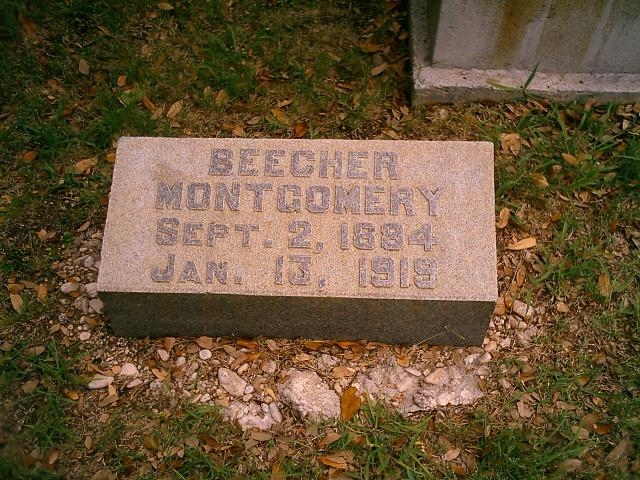 BEECHER
MONTGOMERY
SEPT. 2, 1884
JAN. 13, 1919